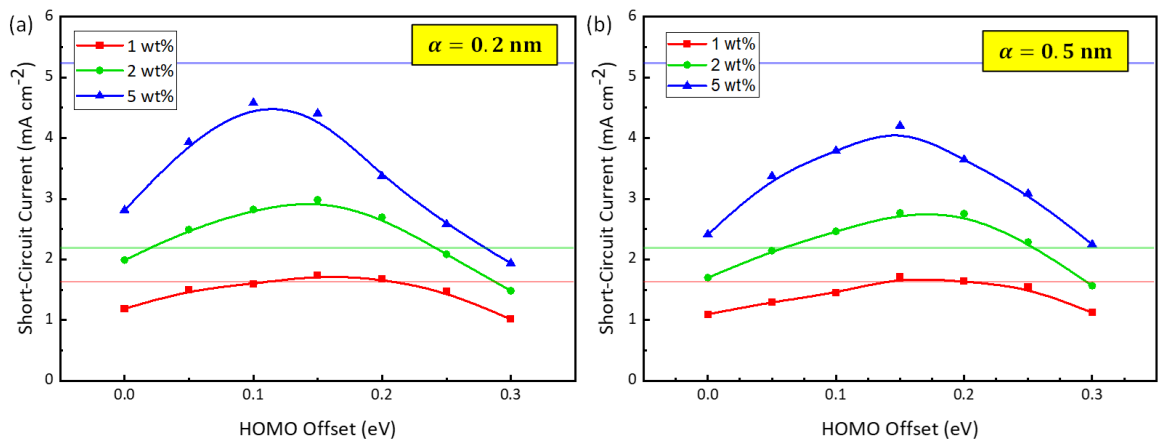 (a)
α = 0.2 nm
1 wt%
2 wt%
5 wt%
6
5
4
3
2
1
0
0.0
0.1
0.2
0.3
Short-Circuit Current (mA cm-2)
HOMO Offset (eV)
(b)
α = 0.5 nm
1 wt%
2 wt%
5 wt%
6
5
4
3
2
1
0
0.0
0.1
0.2
0.3
Short-Circuit Current (mA cm-2)
HOMO Offset (eV)